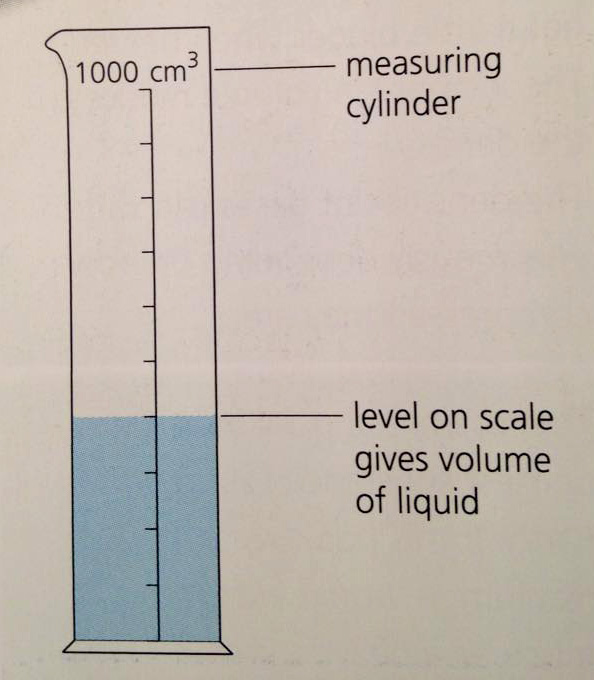 1000 cm³
measuring
cylinder
level on scale
gives volume
of liquid